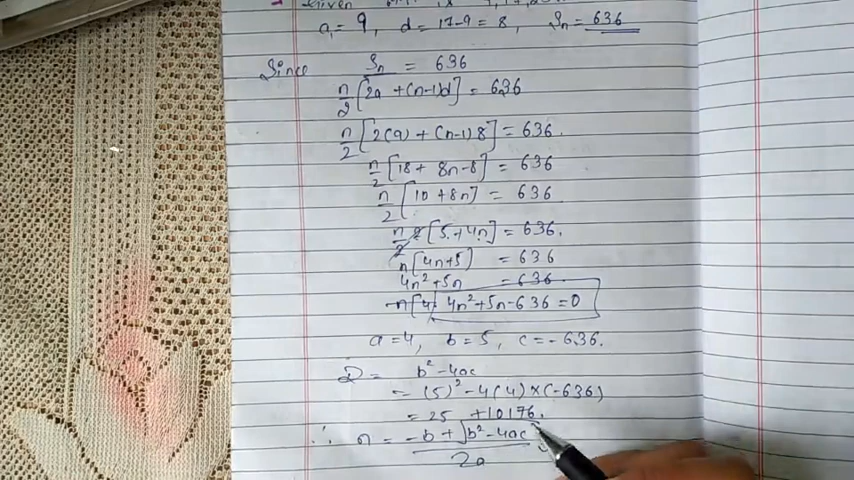 Given
a₁ = 9, d = 17-9 = 8, Sn = 636
Since Sn = 636
n/2 [2a + (n-1)d] = 636
n/2 [2(9) + (n-1)8] = 636.
n/2 [18 + 8n-8] = 636
n/2 [10 + 8n] = 636
n/2 2 [5 + 4n] = 636.
n[4n+5] = 636
4n² + 5n = 636
4n² + 5n - 636 = 0
a = 4, b = 5, c = -636.
D = b² - 4ac
= (5)² - 4(4) × (-636)
= 25 + 10176.
∴ n = -b + √b² - 4ac / 2a